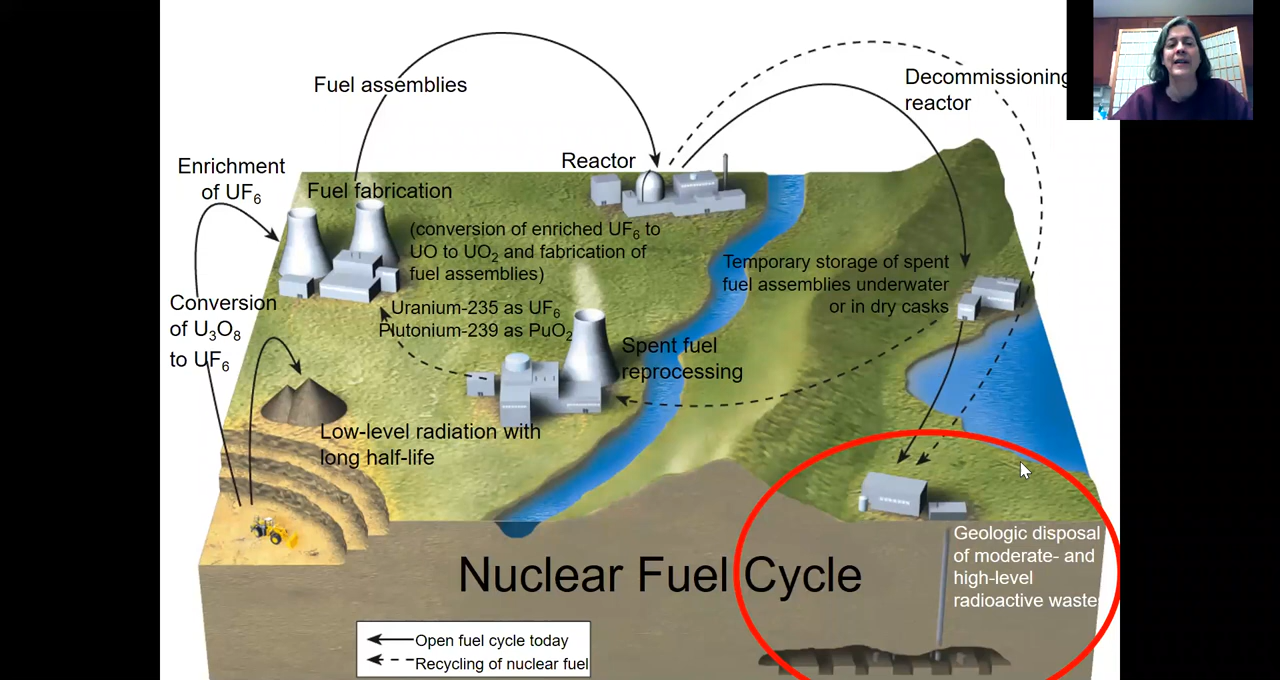 Fuel assemblies
Decommissioning
reactor
Enrichment
of UF₆
Reactor
Fuel fabrication
(conversion of enriched UF₆ to
UO to UO₂ and fabrication of
fuel assemblies)
Temporary storage of spent
fuel assemblies underwater
or in dry casks
Conversion
of U₃O₈
to UF₆
Uranium-235 as UF₆
Plutonium-239 as PuO₂
Spent fuel
reprocessing
Low-level radiation with
long half-life
Geologic disposal
of moderate- and
high-level
radioactive waste
Nuclear Fuel Cycle
Open fuel cycle today
Recycling of nuclear fuel